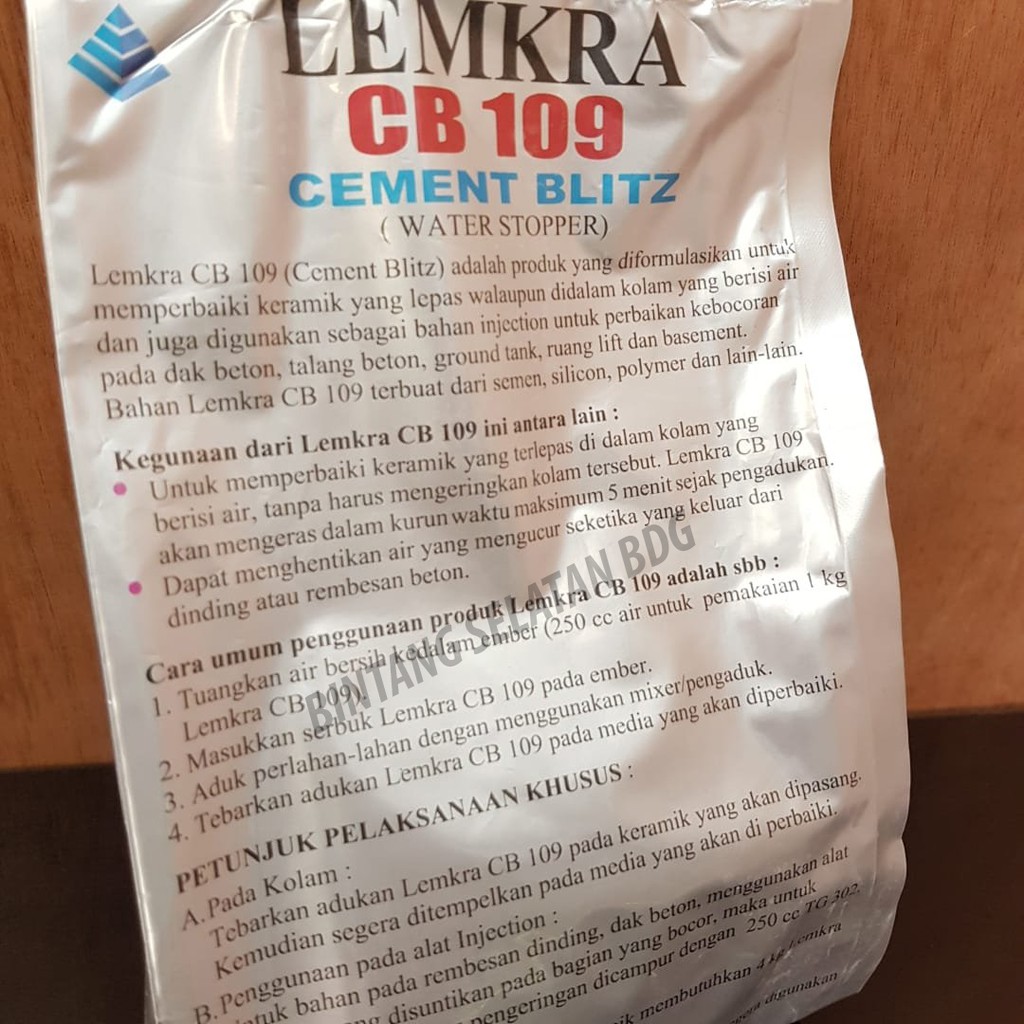 LEMKRA
CB 109
CEMENT BLITZ
( WATER STOPPER)
Lemkra CB 109 (Cement Blitz) adalah produk yang diformulasikan untuk
memperbaiki keramik yang lepas walaupun didalam kolam yang berisi air
dan juga digunakan sebagai bahan injection untuk perbaikan kebocoran
pada dak beton, talang beton, ground tank, ruang lift dan basement.
Bahan Lemkra CB 109 terbuat dari semen, silicon, polymer dan lain-lain.
Kegunaan dari Lemkra CB 109 ini antara lain :
• Untuk memperbaiki keramik yang terlepas di dalam kolam yang
berisi air, tanpa harus mengeringkan kolam tersebut. Lemkra CB 109
akan mengeras dalam kurun waktu maksimum 5 menit sejak pengadukan.
• Dapat menghentikan air yang mengucur seketika yang keluar dari
dinding atau rembesan beton.
Cara umum penggunaan produk Lemkra CB 109 adalah sbb :
1. Tuangkan air bersih kedalam ember (250 cc air untuk pemakaian 1 kg
Lemkra CB 109).
2. Masukkan serbuk Lemkra CB 109 pada ember.
3. Aduk perlahan-lahan dengan menggunakan mixer/pengaduk.
4. Tebarkan adukan Lemkra CB 109 pada media yang akan diperbaiki.
BINTANG SELATAN BDG
PETUNJUK PELAKSANAAN KHUSUS :
A. Pada Kolam :
Tebarkan adukan Lemkra CB 109 pada keramik yang akan dipasang.
Kemudian segera ditempelkan pada media yang akan di perbaiki.
B. Penggunaan pada alat Injection :
bahan pada rembesan dinding, dak beton, menggunakan alat
disuntikan pada bagian yang bocor, maka untuk
pengeringan dicampur dengan 250 cc TG 302.
membutuhkan 4 kg Lemkra
digunakan